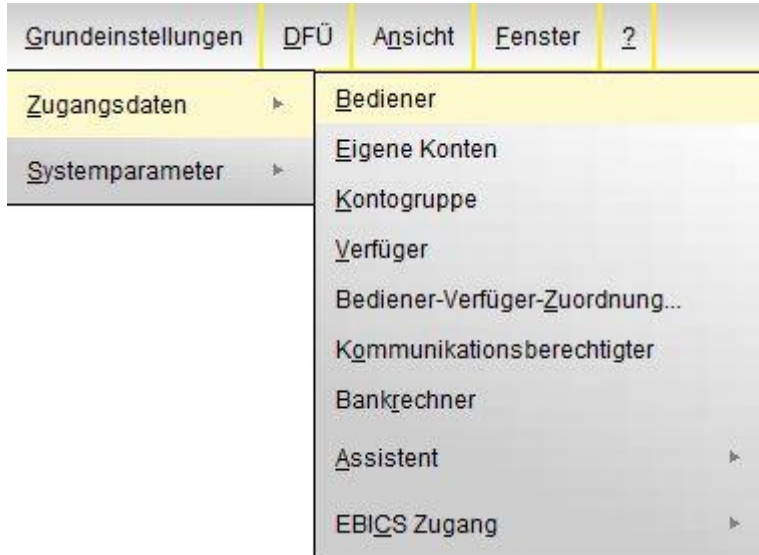 Grundeinstellungen DFÜ Ansicht Fenster ?
Zugangsdaten
Systemparameter
Bediener
Eigene Konten
Kontogruppe
Verfüger
Bediener-Verfüger-Zuordnung...
Kommunikationsberechtigter
Bankrechner
Assistent
EBICS Zugang